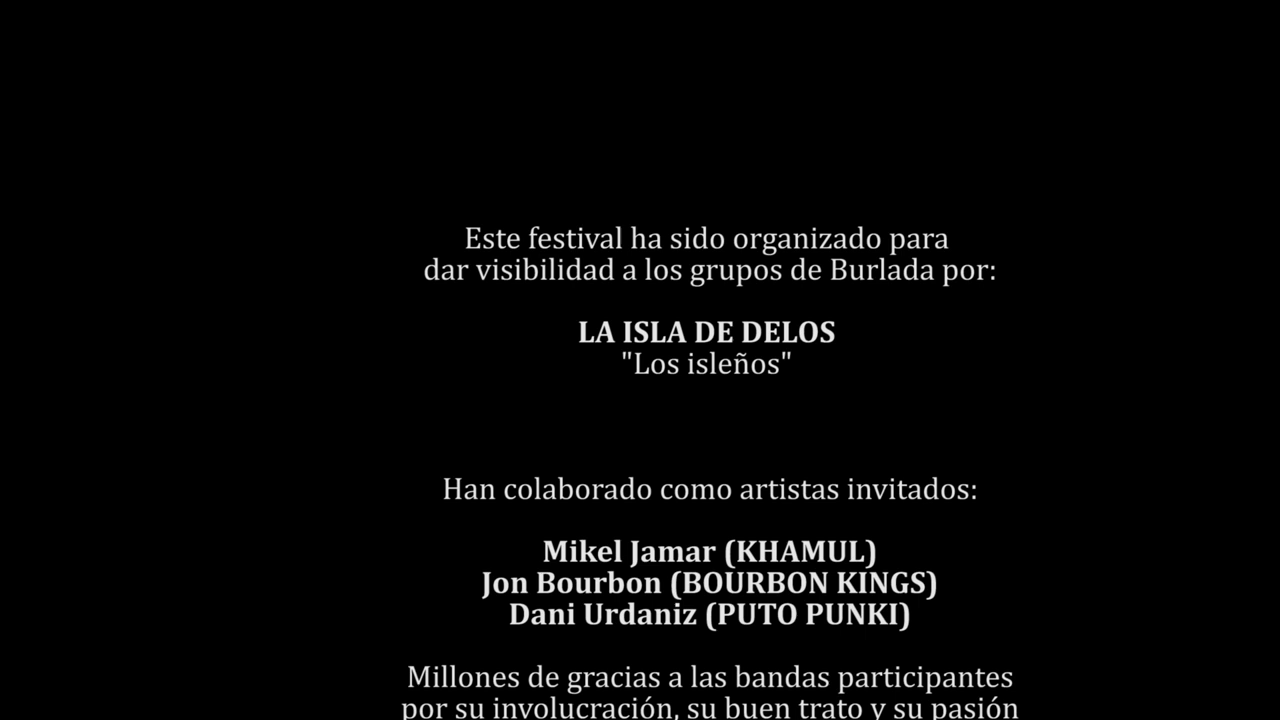 Este festival ha sido organizado para
dar visibilidad a los grupos de Burlada por:
LA ISLA DE DELOS
"Los isleños"
Han colaborado como artistas invitados:
Mikel Jamar (KHAMUL)
Jon Bourbon (BOURBON KINGS)
Dani Urdaniz (PUTO PUNKI)
Millones de gracias a las bandas participantes
por su involucración, su buen trato y su pasión